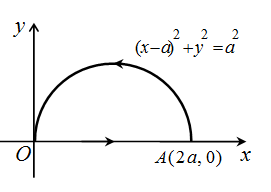 y
(x-a)²+y²=a²
O
A(2a,0)
x